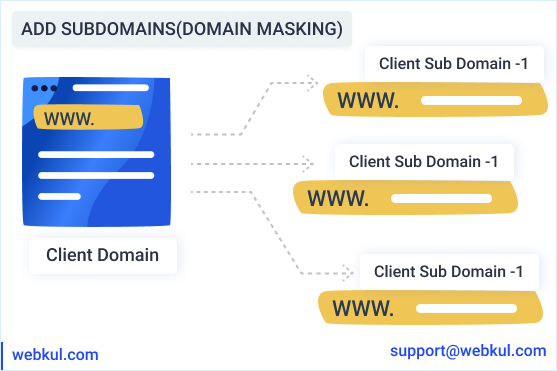 ADD SUBDOMAINS(DOMAIN MASKING)
Client Sub Domain -1
WWW.
WWW.
Client Sub Domain -1
WWW.
Client Domain
Client Sub Domain -1
WWW.
webkul.com
support@webkul.com